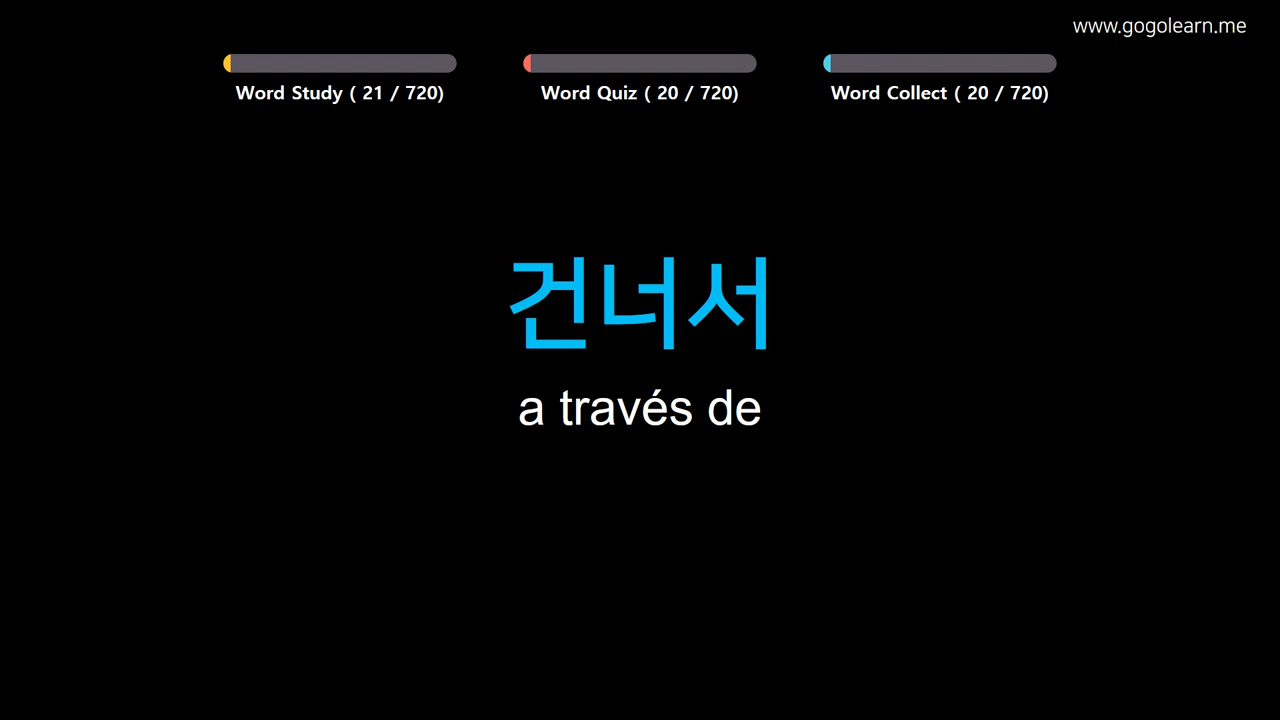 www.gogolearn.me
Word Study ( 21 / 720)
Word Quiz ( 20 / 720)
Word Collect ( 20 / 720)
건너서
a través de